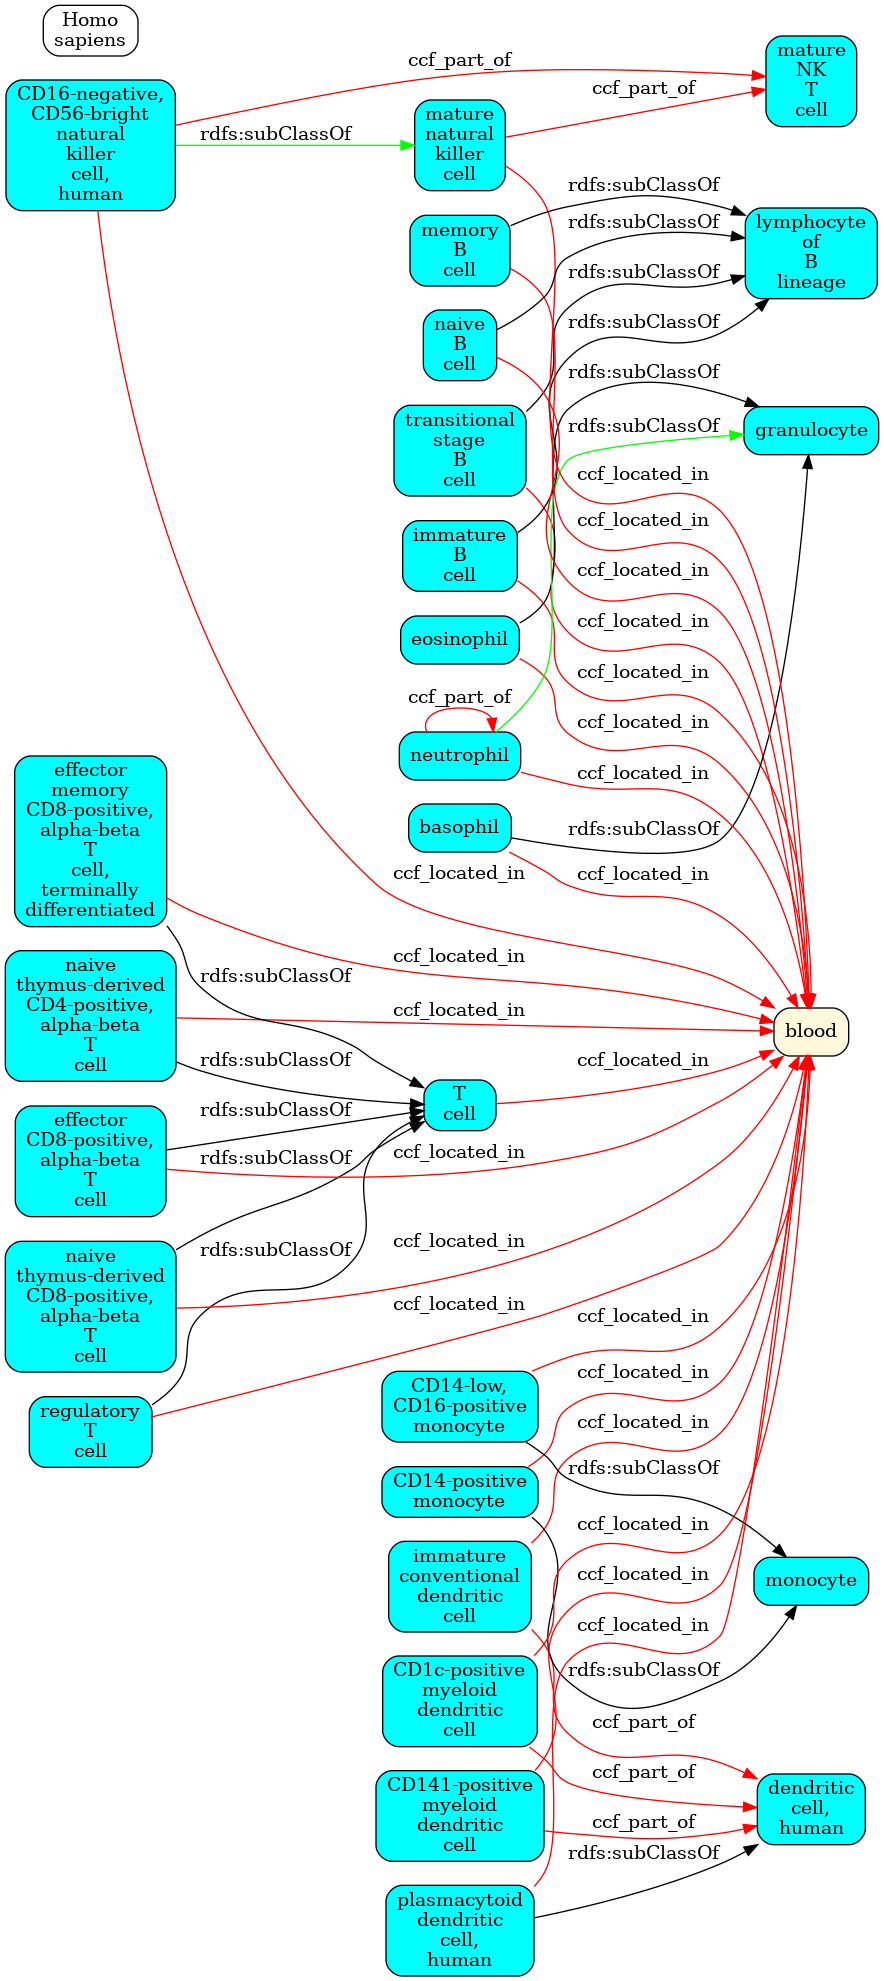 Homo
sapiens
CD16-negative,
CD56-bright
natural
killer
cell,
human
ccf_part_of
mature
NK
T
cell
ccf_part_of
rdfs:subClassOf
mature
natural
killer
cell
rdfs:subClassOf
memory
B
cell
rdfs:subClassOf
lymphocyte
of
B
lineage
rdfs:subClassOf
naive
B
cell
rdfs:subClassOf
rdfs:subClassOf
transitional
stage
B
cell
rdfs:subClassOf
granulocyte
ccf_located_in
ccf_located_in
immature
B
cell
ccf_located_in
eosinophil
ccf_located_in
ccf_located_in
ccf_part_of
ccf_located_in
neutrophil
ccf_located_in
basophil
rdfs:subClassOf
ccf_located_in
ccf_located_in
effector
memory
CD8-positive,
alpha-beta
T
cell,
terminally
differentiated
ccf_located_in
rdfs:subClassOf
naive
thymus-derived
CD4-positive,
alpha-beta
T
cell
ccf_located_in
blood
rdfs:subClassOf
ccf_located_in
T
cell
effector
CD8-positive,
alpha-beta
T
cell
rdfs:subClassOf
rdfs:subClassOf
ccf_located_in
naive
thymus-derived
CD8-positive,
alpha-beta
T
cell
rdfs:subClassOf
ccf_located_in
ccf_located_in
ccf_located_in
regulatory
T
cell
CD14-low,
CD16-positive
monocyte
ccf_located_in
ccf_located_in
rdfs:subClassOf
CD14-positive
monocyte
ccf_located_in
immature
conventional
dendritic
cell
ccf_located_in
monocyte
ccf_located_in
rdfs:subClassOf
CD1c-positive
myeloid
dendritic
cell
ccf_part_of
ccf_part_of
CD141-positive
myeloid
dendritic
cell
ccf_part_of
dendritic
cell,
human
rdfs:subClassOf
plasmacytoid
dendritic
cell,
human